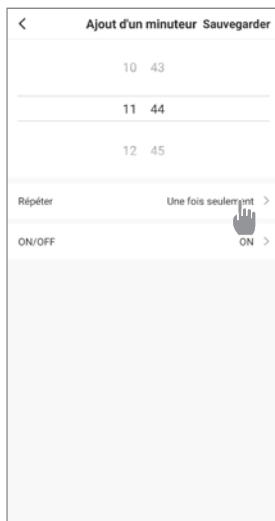 Ajout d'un minuteur Sauvegarder
10 43
11 44
12 45
Répéter Une fois seulement
ON/OFF ON